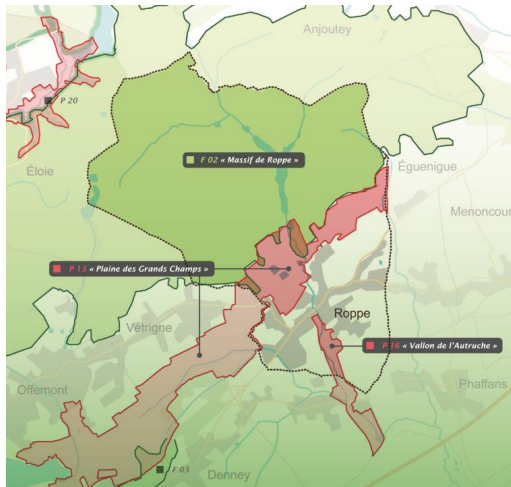 Anjoutey
P 20
F 02 « Massif de Roppe »
Éloie
Éguenigue
Menoncour
P 15 « Plaine des Grands Champs »
Roppe
Vétrigne
P 16 « Vallon de l'Autruche »
Offemont
Phaffans
F 03
Denney